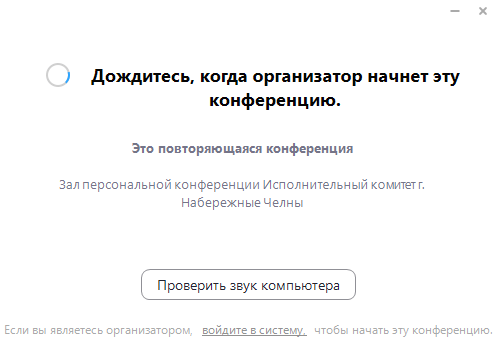 Дождитесь, когда организатор начнет эту
конференцию.
Это повторяющаяся конференция
Зал персональной конференции Исполнительный комитет г.
Набережные Челны
Проверить звук компьютера
Если вы являетесь организатором, войдите в систему, чтобы начать эту конференцию.